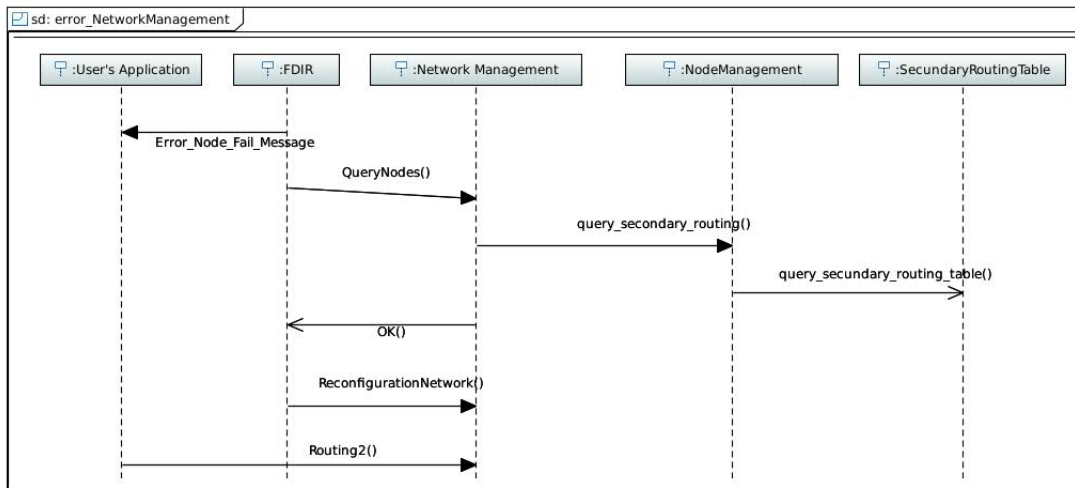 sd: error_NetworkManagement
:User's Application
:FDIR
:Network Management
:NodeManagement
:SecundaryRoutingTable
Error_Node_Fail_Message
QueryNodes()
query_secondary_routing()
query_secundary_routing_table()
OK()
ReconfigurationNetwork()
Routing2()